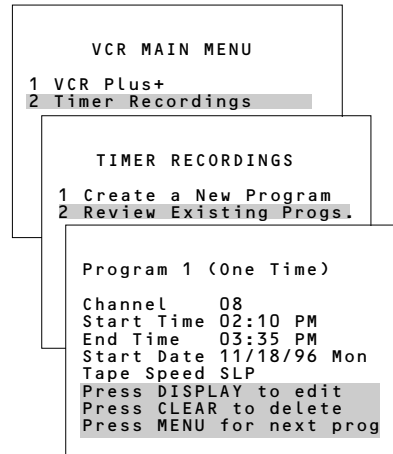 VCR MAIN MENU
1 VCR Plus+
2 Timer Recordings
TIMER RECORDINGS
1 Create a New Program
2 Review Existing Progs.
Program 1 (One Time)
Channel 08
Start Time 02:10 PM
End Time 03:35 PM
Start Date 11/18/96 Mon
Tape Speed SLP
Press DISPLAY to edit
Press CLEAR to delete
Press MENU for next prog